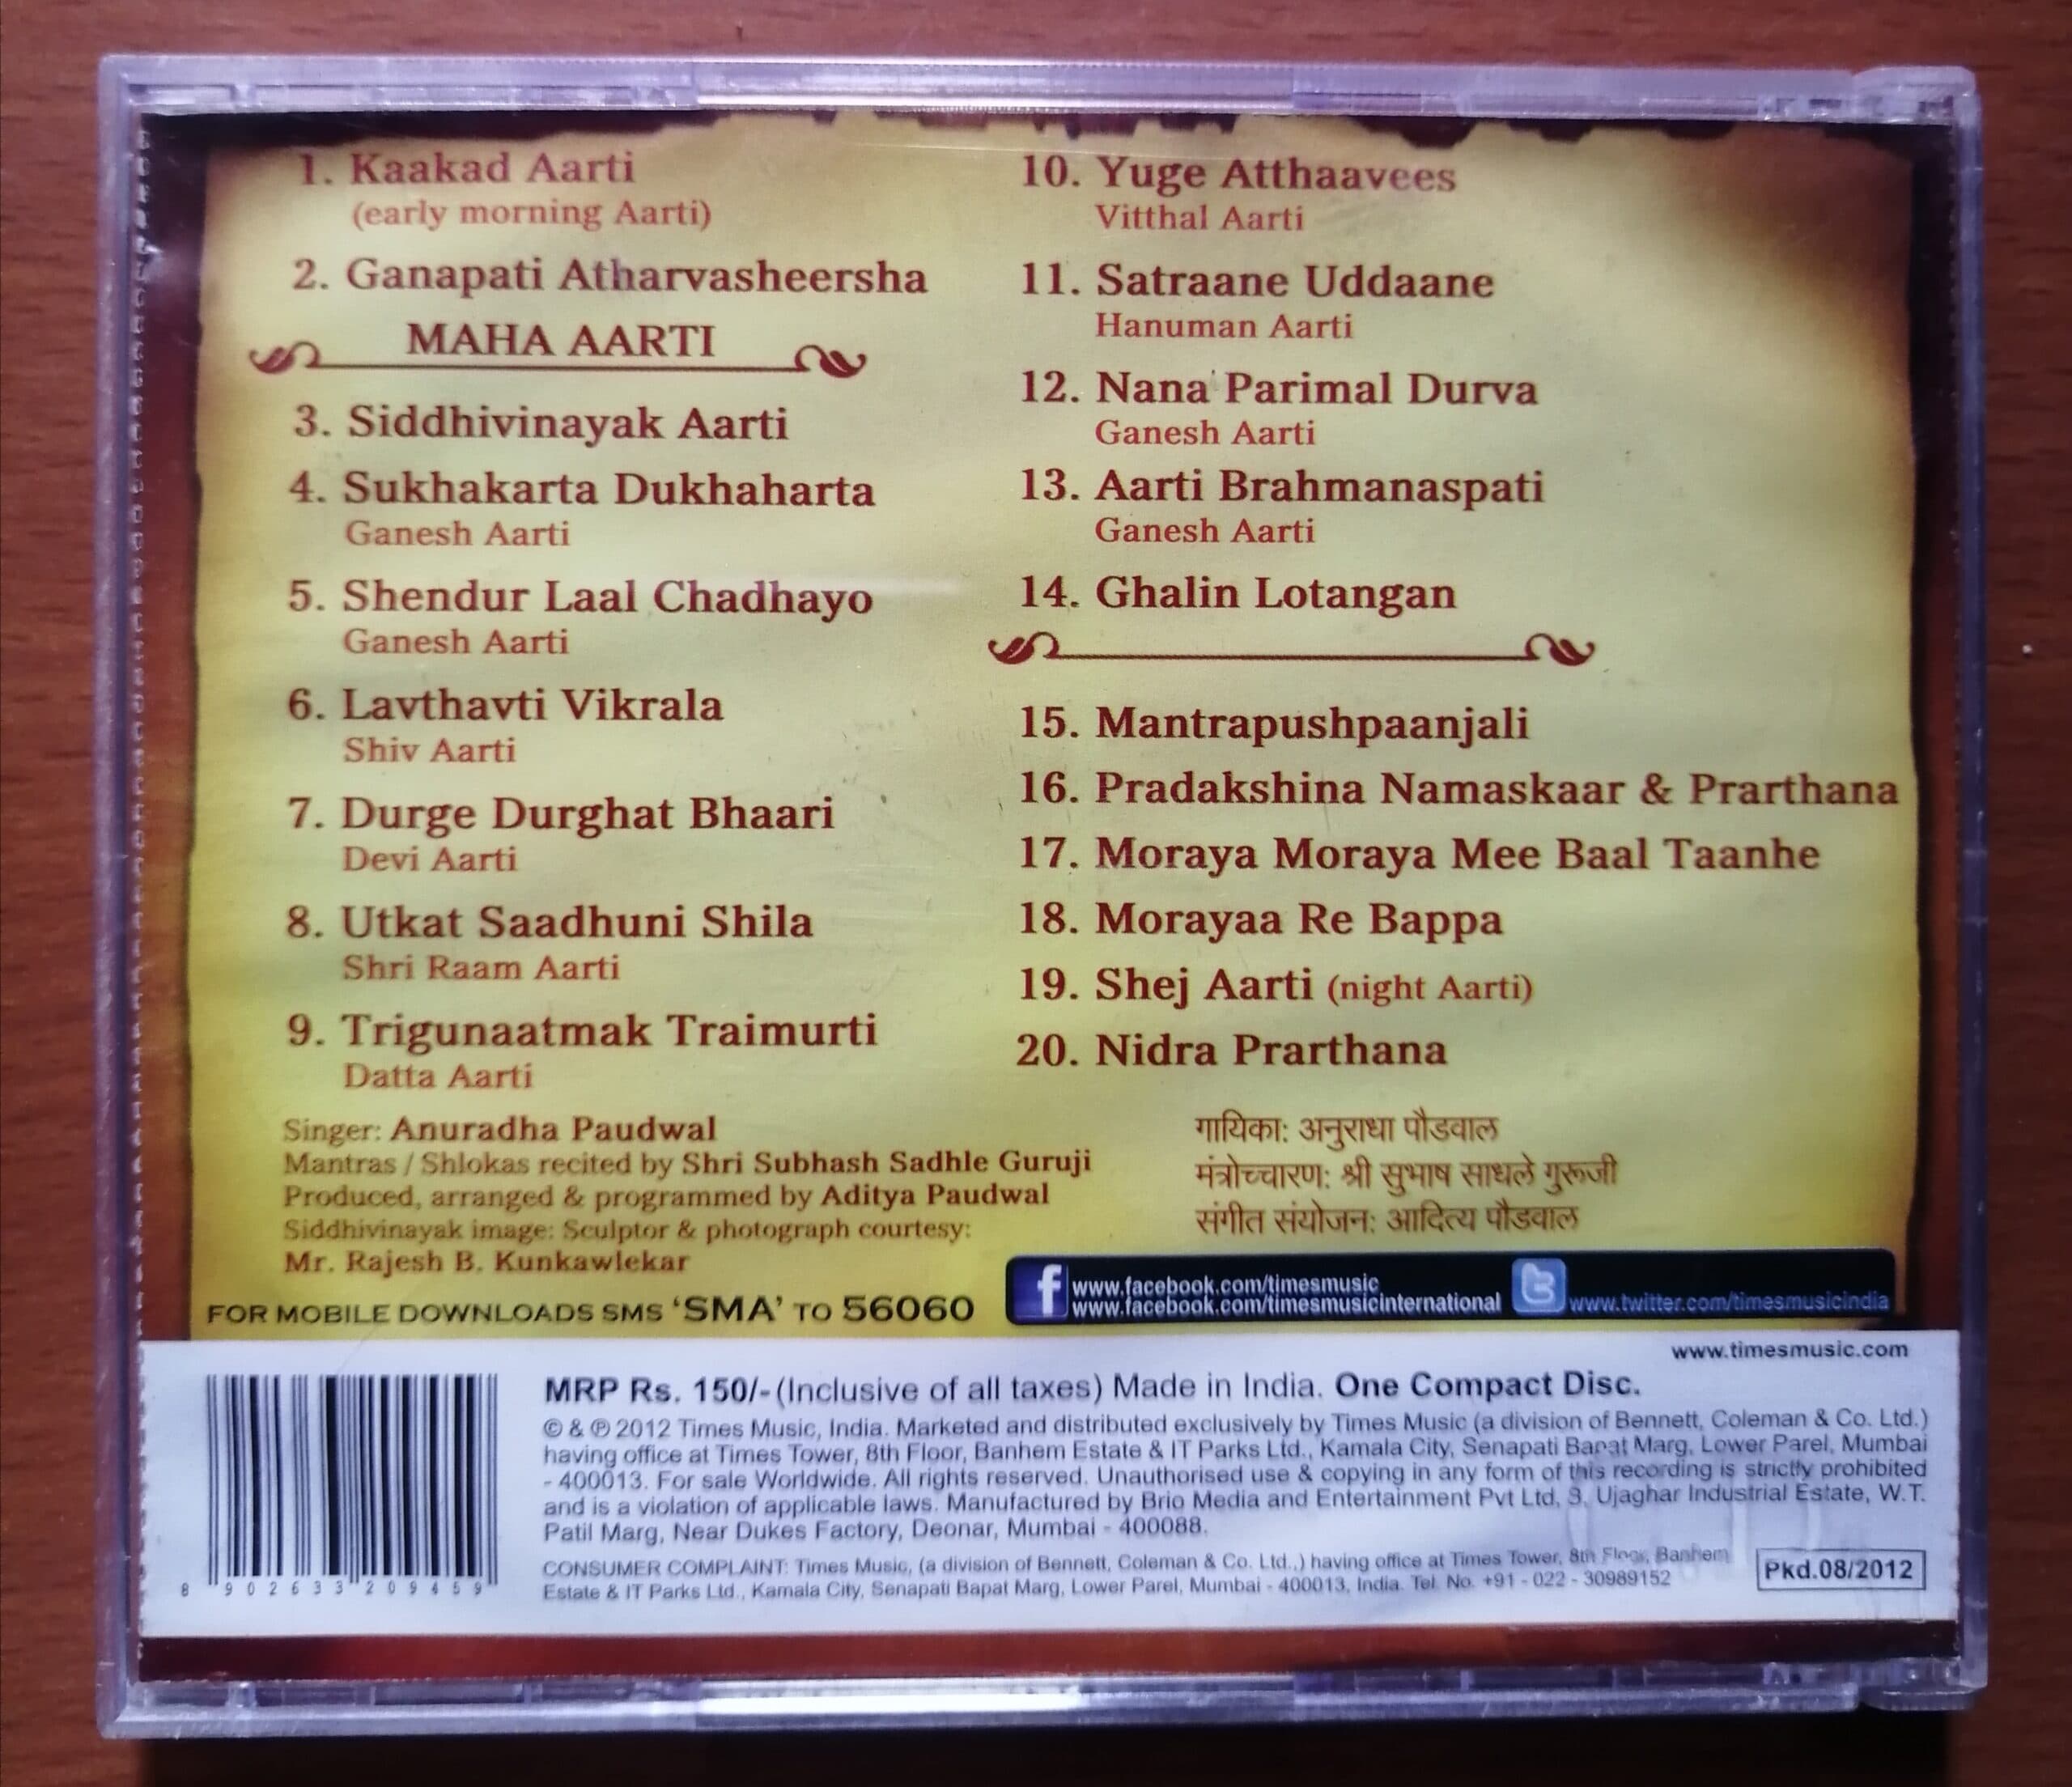 1. Kaakad Aarti
(early morning Aarti)
2. Ganapati Atharvasheersha
MAHA AARTI
3. Siddhivinayak Aarti
4. Sukhakarta Dukhaharta
Ganesh Aarti
5. Shendur Laal Chadhayo
Ganesh Aarti
6. Lavthavti Vikrala
Shiv Aarti
7. Durge Durghat Bhaari
Devi Aarti
8. Utkat Saadhuni Shila
Shri Raam Aarti
9. Trigunaatmak Traimurti
Datta Aarti
10. Yuge Atthaavees
Vitthal Aarti
11. Satraane Uddaane
Hanuman Aarti
12. Nana Parimal Durva
Ganesh Aarti
13. Aarti Brahmanaspati
Ganesh Aarti
14. Ghalin Lotangan
15. Mantrapushpaanjali
16. Pradakshina Namaskaar & Prarthana
17. Moraya Moraya Mee Baal Taanhe
18. Morayaa Re Bappa
19. Shej Aarti (night Aarti)
20. Nidra Prarthana
Singer: Anuradha Paudwal
Mantras / Shlokas recited by Shri Subhash Sadhle Guruji
Produced, arranged & programmed by Aditya Paudwal
Siddhivinayak image: Sculptor & photograph courtesy:
Mr. Rajesh B. Kunkawlekar
गायिका: अनुराधा पौडवाल
मंत्रोच्चारण: श्री सुभाष साधले गुरूजी
संगीत संयोजन: आदित्य पौडवाल
FOR MOBILE DOWNLOADS SMS 'SMA' TO 56060
www.facebook.com/timesmusic
www.facebook.com/timesmusicinternational
www.twitter.com/timesmusicindia
www.timesmusic.com
MRP Rs. 150/- (Inclusive of all taxes) Made in India. One Compact Disc.
© & ℗ 2012 Times Music, India. Marketed and distributed exclusively by Times Music (a division of Bennett, Coleman & Co. Ltd.)
having office at Times Tower, 8th Floor, Banhem Estate & IT Parks Ltd., Kamala City, Senapati Bapat Marg, Lower Parel, Mumbai
- 400013. For sale Worldwide. All rights reserved. Unauthorised use & copying in any form of this recording is strictly prohibited
and is a violation of applicable laws. Manufactured by Brio Media and Entertainment Pvt Ltd, 3, Ujaghar Industrial Estate, W.T.
Patil Marg, Near Dukes Factory, Deonar, Mumbai - 400088.
CONSUMER COMPLAINT: Times Music, (a division of Bennett, Coleman & Co. Ltd.,) having office at Times Tower, 8th Floor, Banhem
Estate & IT Parks Ltd., Kamala City, Senapati Bapat Marg, Lower Parel, Mumbai - 400013, India. Tel. No. +91 - 022 - 30989152
Pkd.08/2012
8 902633 209459